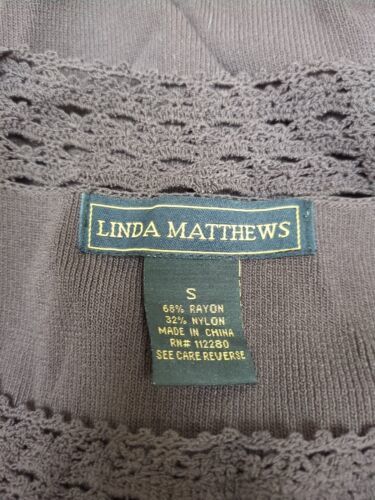 LINDA MATTHEWS
S
68% RAYON
32% NYLON
MADE IN CHINA
RN# 112280
SEE CARE REVERSE